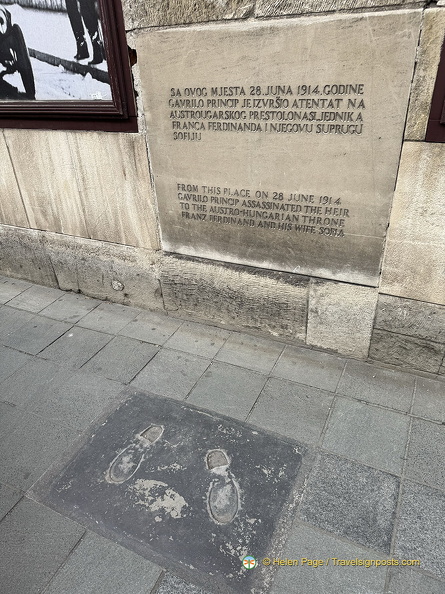 SA OVOG MJESTA 28. JUNA 1914. GODINE
GAVRILO PRINCIP JE IZVRŠIO ATENTAT NA
AUSTROUGARSKOG PRESTOLONASLJEDNIKA
FRANCA FERDINANDA I NJEGOVU SUPRUGU
SOFIJU
FROM THIS PLACE ON 28 JUNE 1914
GAVRILO PRINCIP ASSASSINATED THE HEIR
TO THE AUSTRO-HUNGARIAN THRONE
FRANZ FERDINAND AND HIS WIFE SOFIA
© Helen Page / Travelsignposts.com